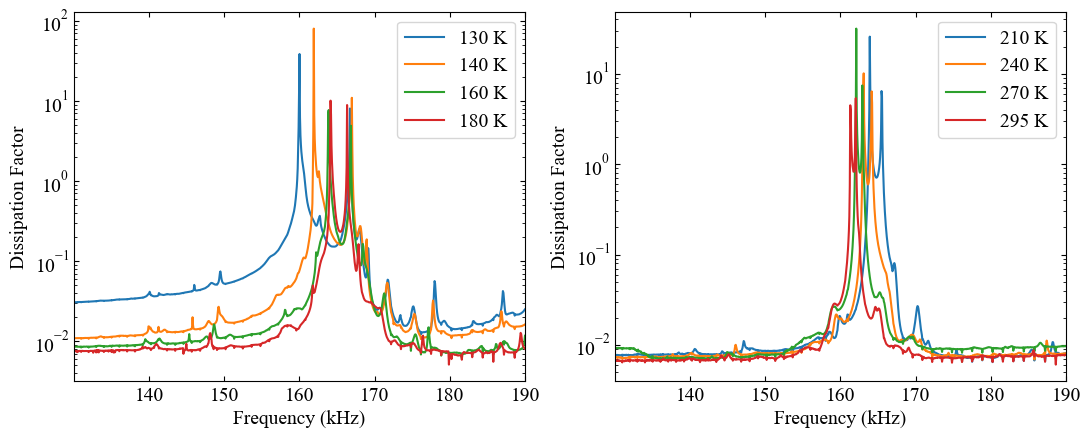 Dissipation Factor
10²
10¹
10⁰
10⁻¹
10⁻²
140 150 160 170 180 190
Frequency (kHz)
130 K
140 K
160 K
180 K
Dissipation Factor
10¹
10⁰
10⁻¹
10⁻²
140 150 160 170 180 190
Frequency (kHz)
210 K
240 K
270 K
295 K